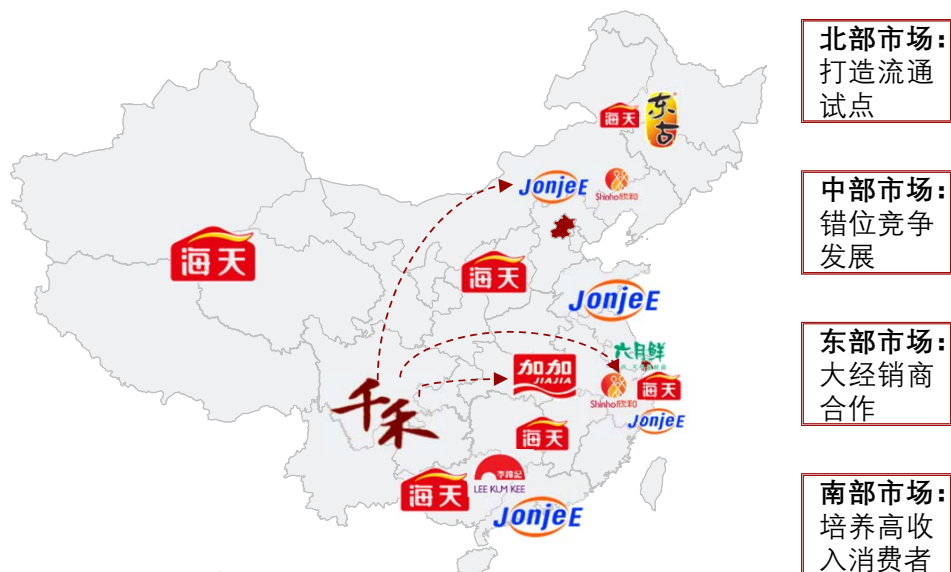 海天
东古
JonjeE
Shinho欣和
海天
海天
JonjeE
六月鲜
千禾
加加
JIAJIA
Shinho欣和
海天
JonjeE
海天
李錦記
LEE KUM KEE
海天
JonjeE
北部市场：
打造流通
试点
中部市场：
错位竞争
发展
东部市场：
大经销商
合作
南部市场：
培养高收
入消费者